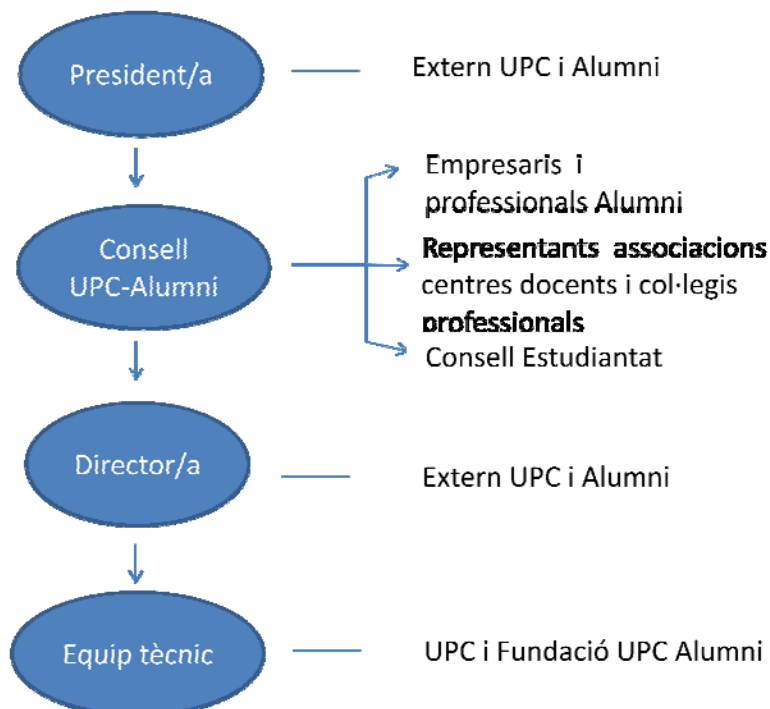 President/a
Extern UPC i Alumni
Empresaris i
professionals Alumni
Consell
UPC-Alumni
Representants associacions
centres docents i col·legis
professionals
Consell Estudiantat
Director/a
Extern UPC i Alumni
Equip tècnic
UPC i Fundació UPC Alumni